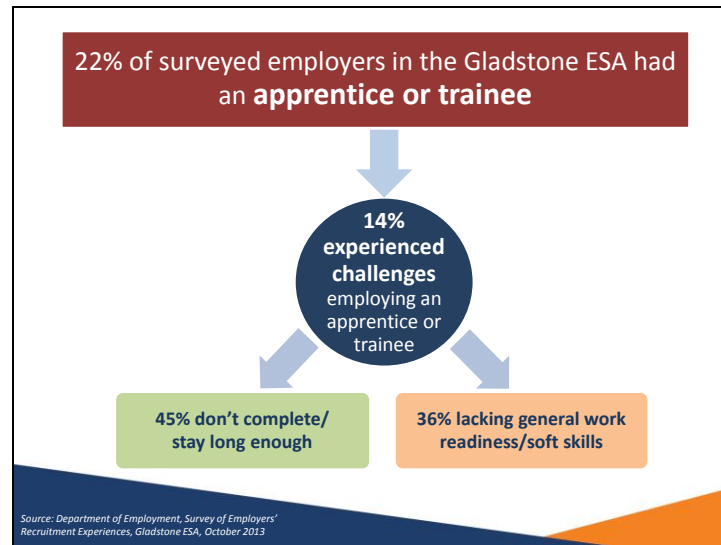 22% of surveyed employers in the Gladstone ESA had
an apprentice or trainee
14%
experienced
challenges
employing an
apprentice or
trainee
45% don’t complete/
stay long enough
36% lacking general work
readiness/soft skills
Source: Department of Employment, Survey of Employers’
Recruitment Experiences, Gladstone ESA, October 2013